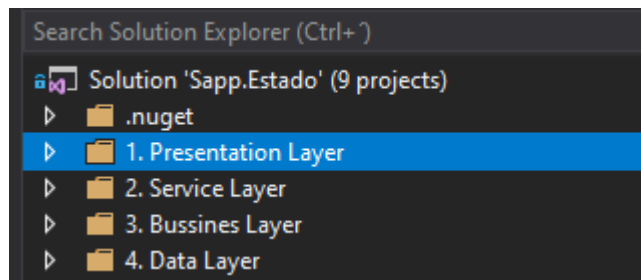 Search Solution Explorer (Ctrl+´)
Solution 'Sapp.Estado' (9 projects)
.nuget
1. Presentation Layer
2. Service Layer
3. Bussines Layer
4. Data Layer